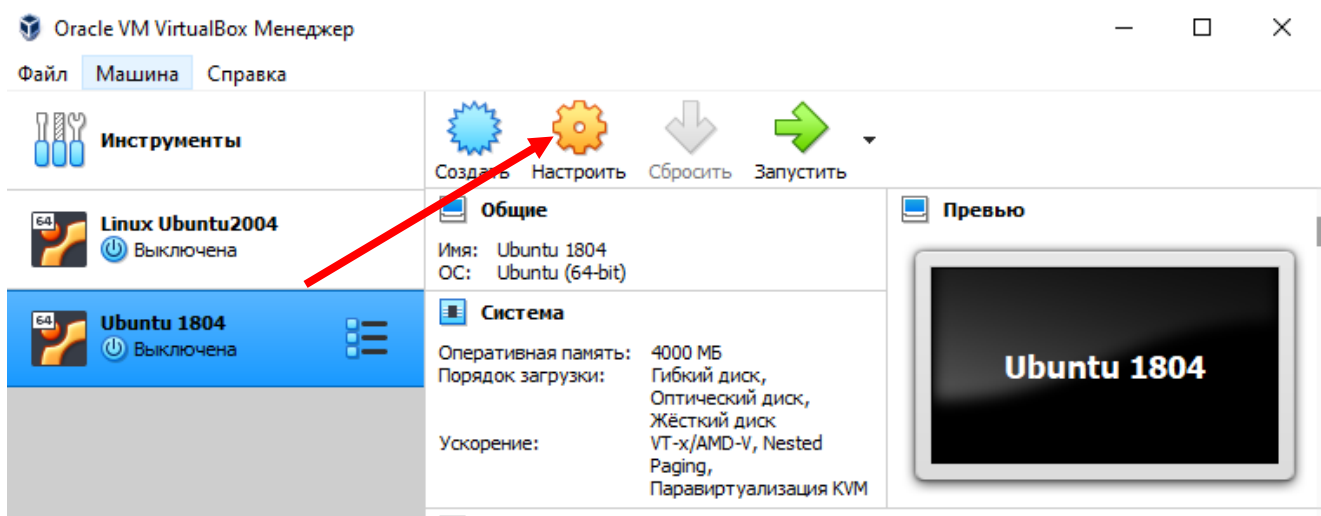 Oracle VM VirtualBox Менеджер
Файл Машина Справка
Инструменты
Создать Настроить Сбросить Запустить
64
Linux Ubuntu2004
Выключена
64
Ubuntu 1804
Выключена
Общие
Имя: Ubuntu 1804
ОС: Ubuntu (64-bit)
Система
Оперативная память: 4000 МБ
Порядок загрузки: Гибкий диск,
Оптический диск,
Жёсткий диск
Ускорение: VT-x/AMD-V, Nested
Paging,
Паравиртуализация KVM
Превью
Ubuntu 1804